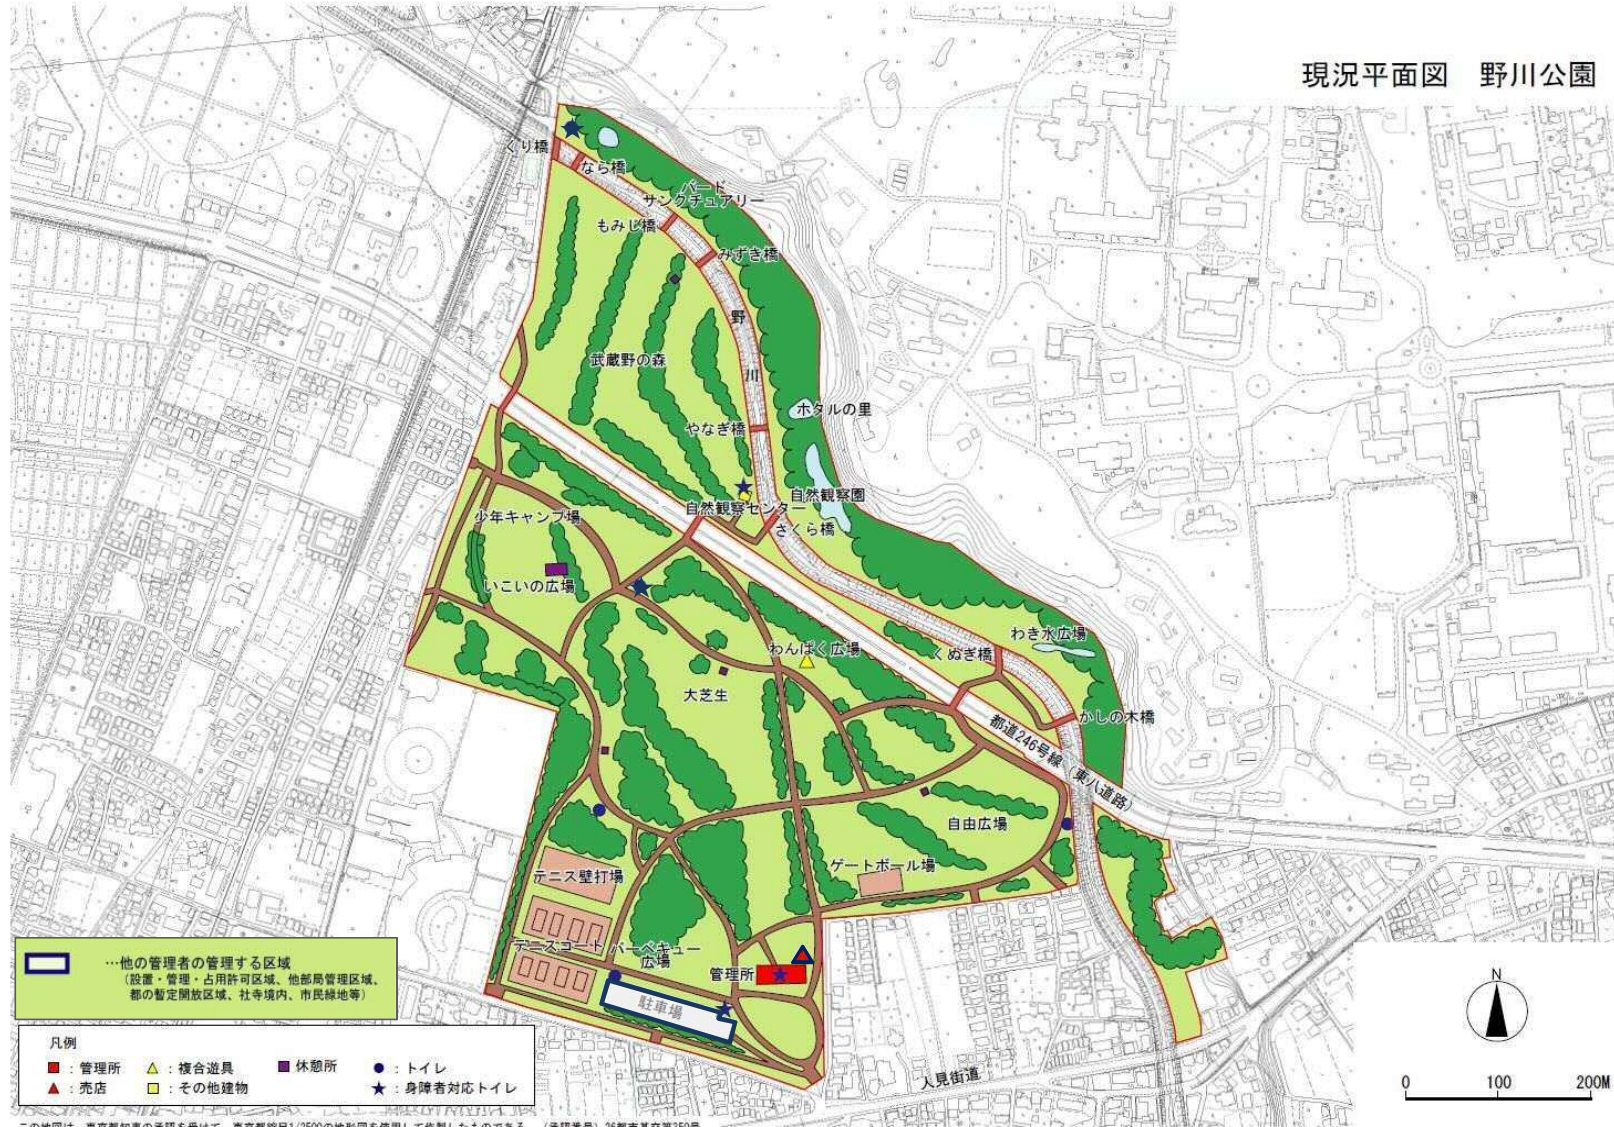 現況平面図　野川公園
くり橋
なら橋
バード
サンクチュアリー
もみじ橋
みずき橋
野
川
武蔵野の森
ホタルの里
やなぎ橋
自然観察園
自然観察センター
さくら橋
少年キャンプ場
いこいの広場
わき水広場
わんぱく広場
くぬぎ橋
大芝生
かしの木橋
都道246号線（東八道路）
自由広場
ゲートボール場
テニス壁打場
テニスコート
バーベキュー
広場
管理所
駐車場
人見街道
…他の管理者の管理する区域
（設置・管理・占用許可区域、他部局管理区域、
都の暫定開放区域、社寺境内、市民緑地等）
凡例
：管理所
：複合遊具
：休憩所
：トイレ
：売店
：その他建物
：身障者対応トイレ
N
0 100 200M